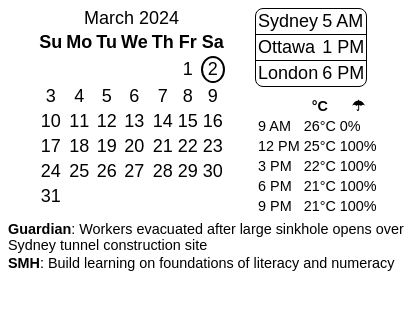 March 2024
Su Mo Tu We Th Fr Sa
1 2
3 4 5 6 7 8 9
10 11 12 13 14 15 16
17 18 19 20 21 22 23
24 25 26 27 28 29 30
31
Sydney 5 AM
Ottawa 1 PM
London 6 PM
°C ☂
9 AM 26°C 0%
12 PM 25°C 100%
3 PM 22°C 100%
6 PM 21°C 100%
9 PM 21°C 100%
Guardian: Workers evacuated after large sinkhole opens over
Sydney tunnel construction site
SMH: Build learning on foundations of literacy and numeracy